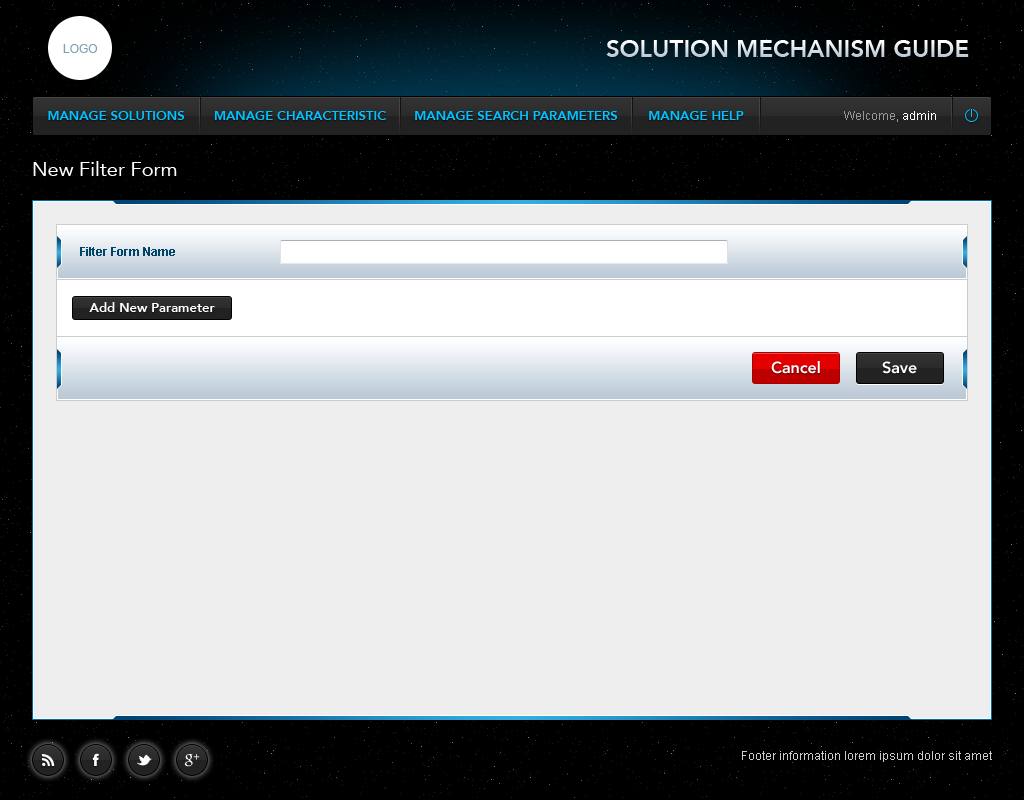 LOGO
SOLUTION MECHANISM GUIDE
MANAGE SOLUTIONS MANAGE CHARACTERISTIC MANAGE SEARCH PARAMETERS MANAGE HELP Welcome, admin
New Filter Form
Filter Form Name
Add New Parameter
Cancel Save
f g+ Footer information lorem ipsum dolor sit amet